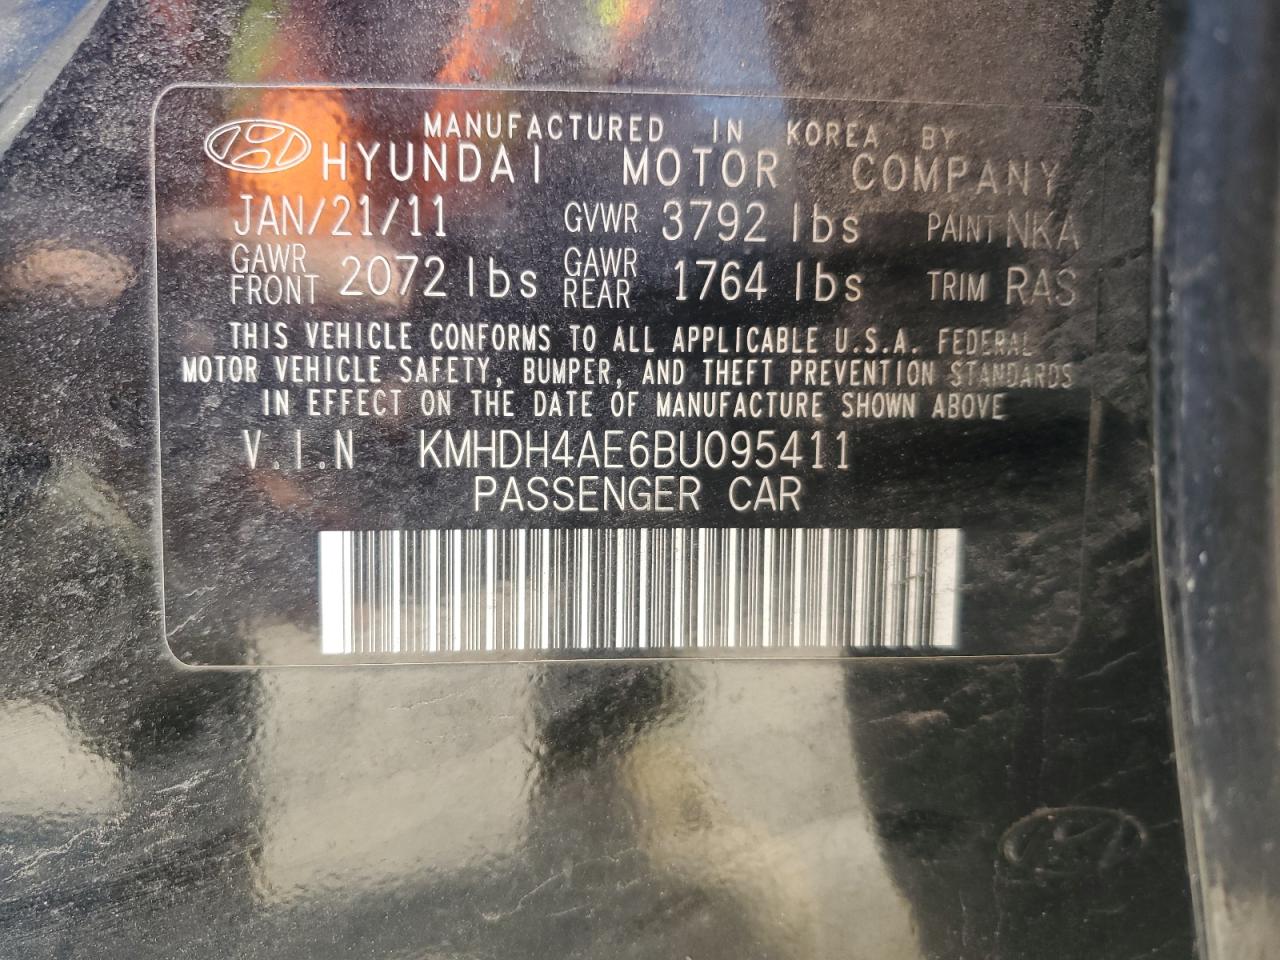 MANUFACTURED IN KOREA BY
HYUNDAI MOTOR COMPANY
JAN/21/11 GVWR 3792 lbs PAINT NKA
GAWR FRONT 2072 lbs GAWR REAR 1764 lbs TRIM RAS
THIS VEHICLE CONFORMS TO ALL APPLICABLE U.S.A. FEDERAL
MOTOR VEHICLE SAFETY, BUMPER, AND THEFT PREVENTION STANDARDS
IN EFFECT ON THE DATE OF MANUFACTURE SHOWN ABOVE
V.I.N KMHDH4AE6BU095411
PASSENGER CAR